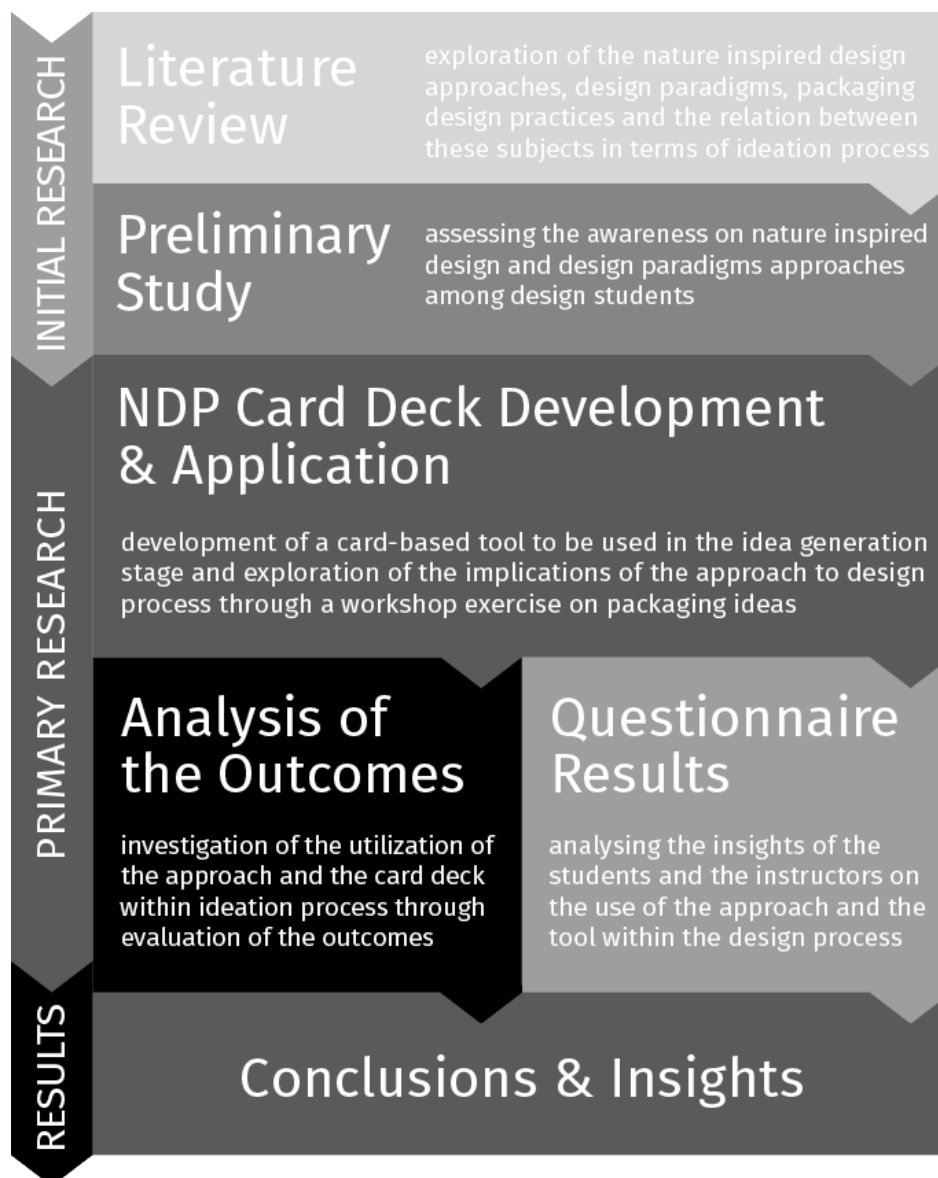 INITIAL RESEARCH
Literature
Review
exploration of the nature inspired design
approaches, design paradigms, packaging
design practices and the relation between
these subjects in terms of ideation process
Preliminary
Study
assessing the awareness on nature inspired
design and design paradigms approaches
among design students
PRIMARY RESEARCH
NDP Card Deck Development
& Application
development of a card-based tool to be used in the idea generation
stage and exploration of the implications of the approach to design
process through a workshop exercise on packaging ideas
Analysis of
the Outcomes
investigation of the utilization of
the approach and the card deck
within ideation process through
evaluation of the outcomes
Questionnaire
Results
analysing the insights of the
students and the instructors on
the use of the approach and the
tool within the design process
RESULTS
Conclusions & Insights